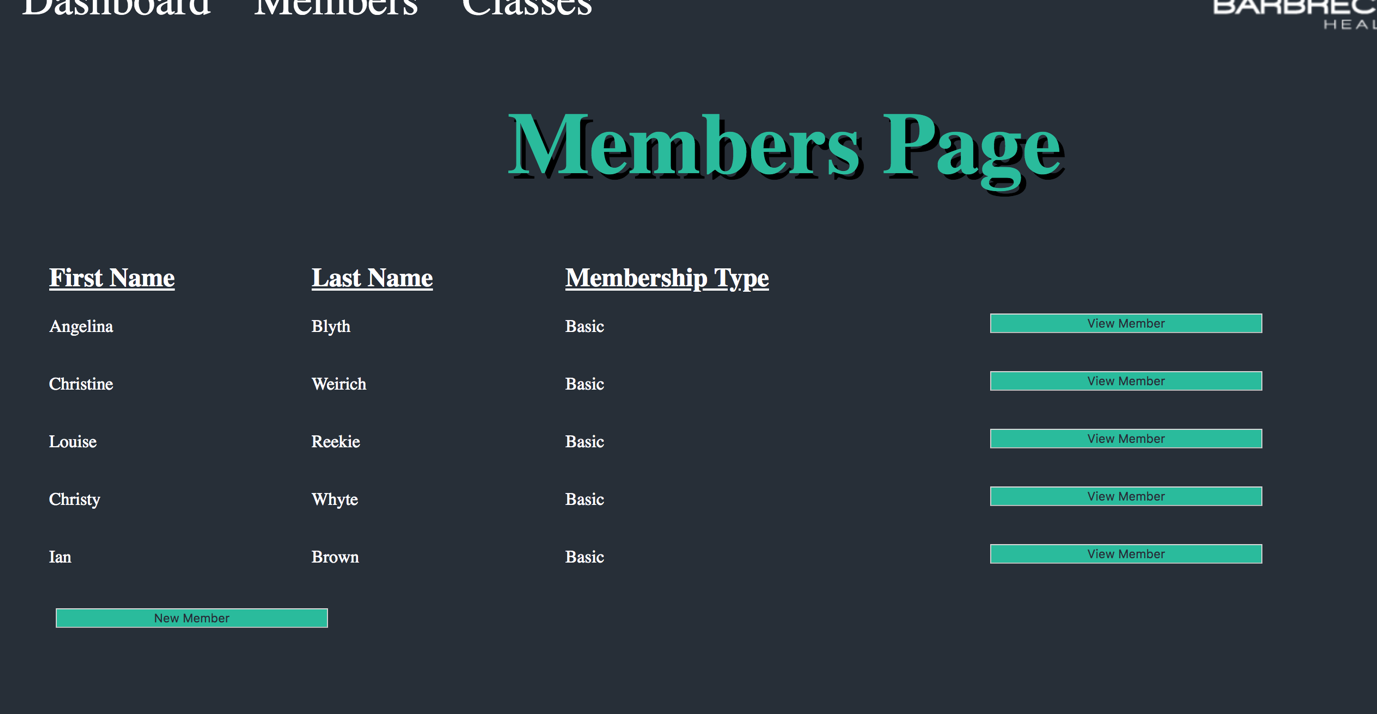 Dashboard Members Classes
BARBREC
HEAL
Members Page
First Name Last Name Membership Type
Angelina Blyth Basic View Member
Christine Weirich Basic View Member
Louise Reekie Basic View Member
Christy Whyte Basic View Member
Ian Brown Basic View Member
New Member